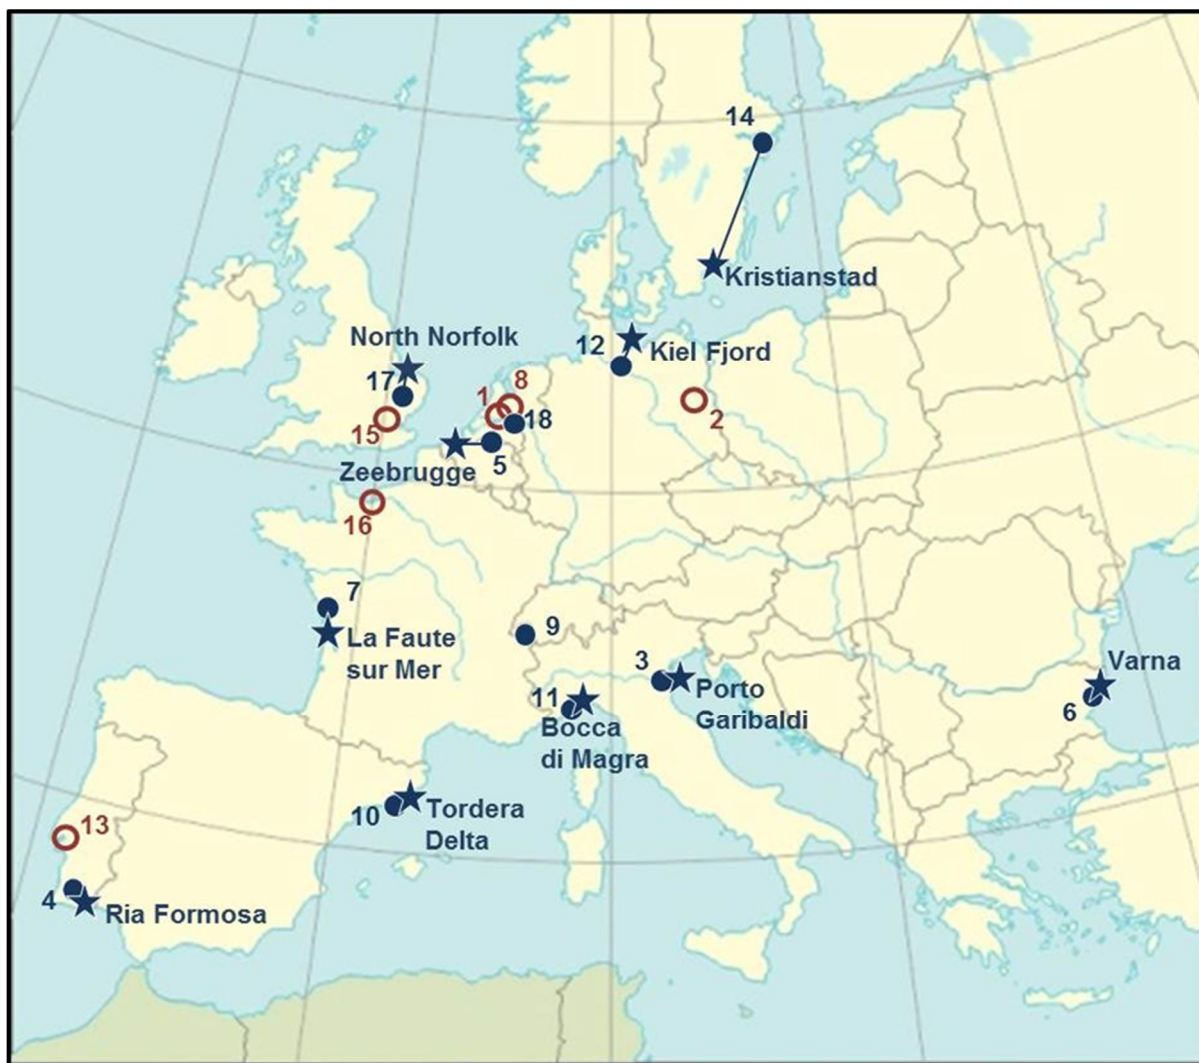 14
Kristianstad
North Norfolk
12
Kiel Fjord
17
1
8
2
15
18
Zeebrugge
5
16
7
La Faute
sur Mer
9
3
Porto
Garibaldi
Varna
6
11
Bocca
di Magra
10
Tordera
Delta
13
4
Ria Formosa